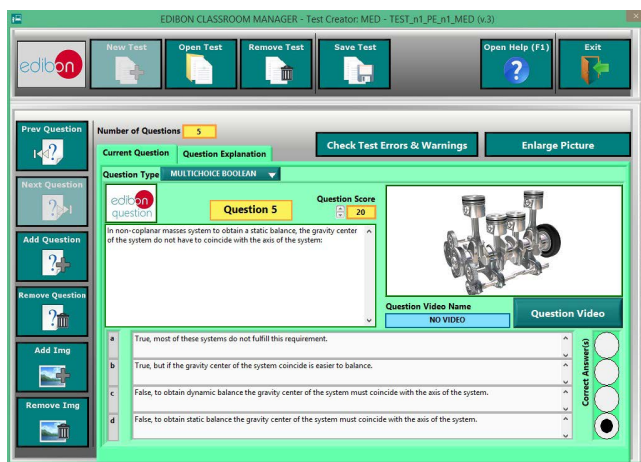 EDIBON CLASSROOM MANAGER - Test Creator: MED - TEST_n1_PE_n1_MED (v.3)
edibon
New Test
Open Test
Remove Test
Save Test
Open Help (F1)
Exit
Prev Question
Next Question
Add Question
Remove Question
Add Img
Remove Img
Number of Questions 5
Check Test Errors & Warnings
Enlarge Picture
Current Question
Question Explanation
Question Type MULTICHOICE BOOLEAN
edibon
question
Question 5
Question Score
20
In non-coplanar masses system to obtain a static balance, the gravity center
of the system do not have to coincide with the axis of the system:
Question Video Name
NO VIDEO
Question Video
a True, most of these systems do not fulfill this requirement.
b True, but if the gravity center of the system coincide is easier to balance.
c False, to obtain dynamic balance the gravity center of the system must coincide with the axis of the system.
d False, to obtain static balance the gravity center of the system must coincide with the axis of the system.
Correct Answer(s)